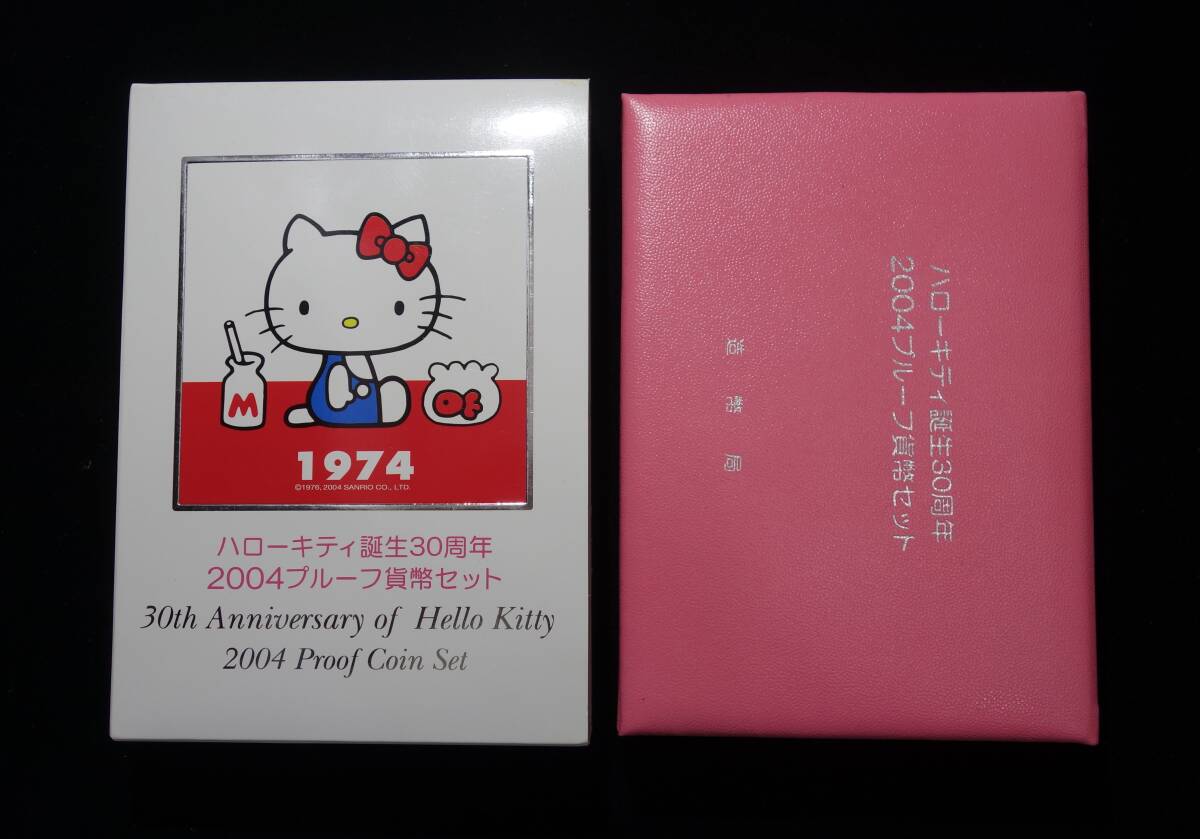 M
1974
©1976, 2004 SANRIO CO., LTD.
ハローキティ誕生30周年
2004プルーフ貨幣セット
30th Anniversary of Hello Kitty
2004 Proof Coin Set
ハローキティ誕生30周年
2004プルーフ貨幣セット
造幣局